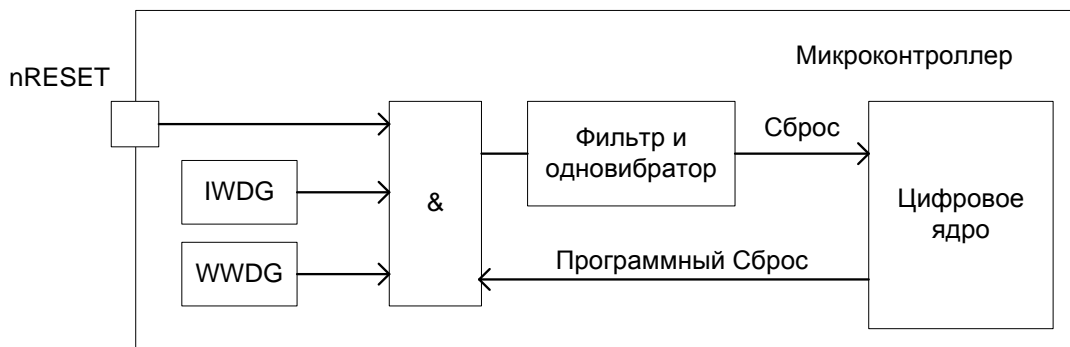 Микроконтроллер
nRESET
Сброс
Фильтр и
одновибратор
IWDG
&
Цифровое
ядро
WWDG
Программный Сброс